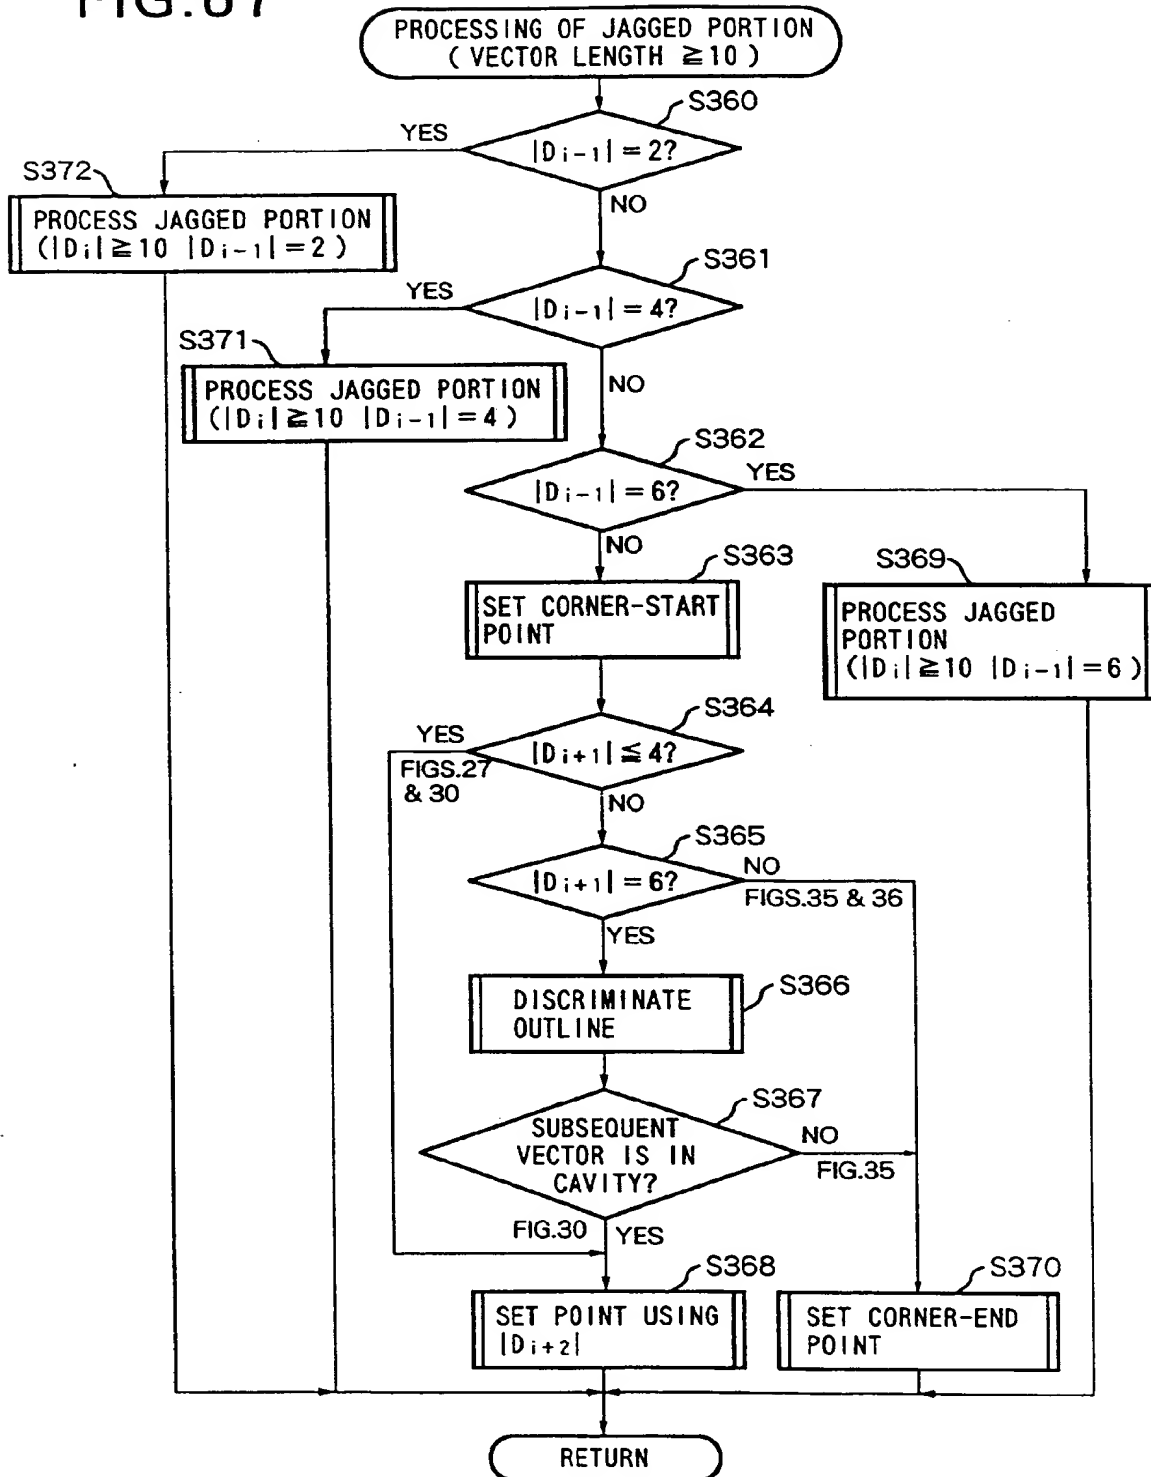 FIG.67
PROCESSING OF JAGGED PORTION
( VECTOR LENGTH ≧10 )
S360
YES
|Di-1|=2?
S372
NO
PROCESS JAGGED PORTION
(|Di|≧10 |Di-1|=2 )
S361
YES
|Di-1|=4?
S371
NO
PROCESS JAGGED PORTION
(|Di|≧10 |Di-1|=4 )
S362
YES
|Di-1|=6?
NO
S363
S369
SET CORNER-START
POINT
PROCESS JAGGED
PORTION
(|Di|≧10 |Di-1|=6 )
S364
YES
|Di+1|≦4?
FIGS.27
& 30
NO
S365
NO
|Di+1|=6?
FIGS.35 & 36
YES
S366
DISCRIMINATE
OUTLINE
S367
SUBSEQUENT
VECTOR IS IN
CAVITY?
NO
FIG.35
FIG.30
YES
S368
S370
SET POINT USING
|Di+2|
SET CORNER-END
POINT
RETURN